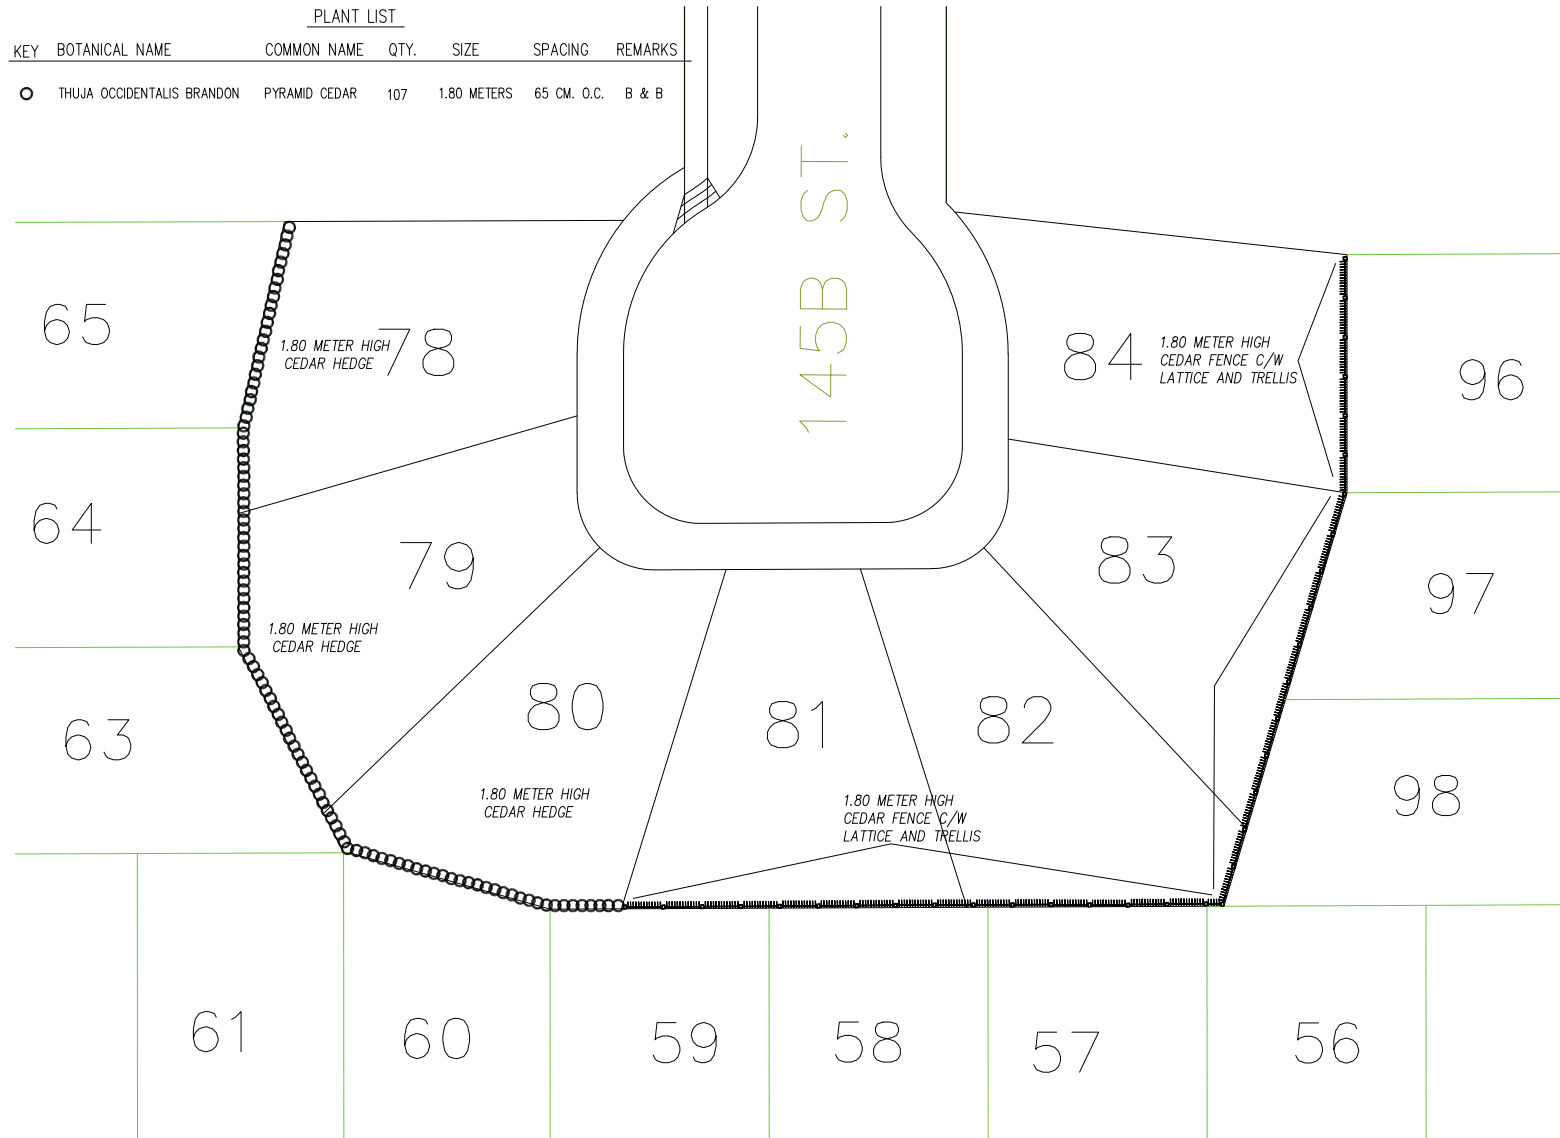 PLANT LIST
KEY BOTANICAL NAME COMMON NAME QTY. SIZE SPACING REMARKS
THUJA OCCIDENTALIS BRANDON PYRAMID CEDAR 107 1.80 METERS 65 CM. O.C. B & B
145B ST.
65
78
1.80 METER HIGH
CEDAR HEDGE
84
1.80 METER HIGH
CEDAR FENCE C/W
LATTICE AND TRELLIS
96
64
79
83
97
1.80 METER HIGH
CEDAR HEDGE
63
80
81
82
98
1.80 METER HIGH
CEDAR HEDGE
1.80 METER HIGH
CEDAR FENCE C/W
LATTICE AND TRELLIS
61
60
59
58
57
56